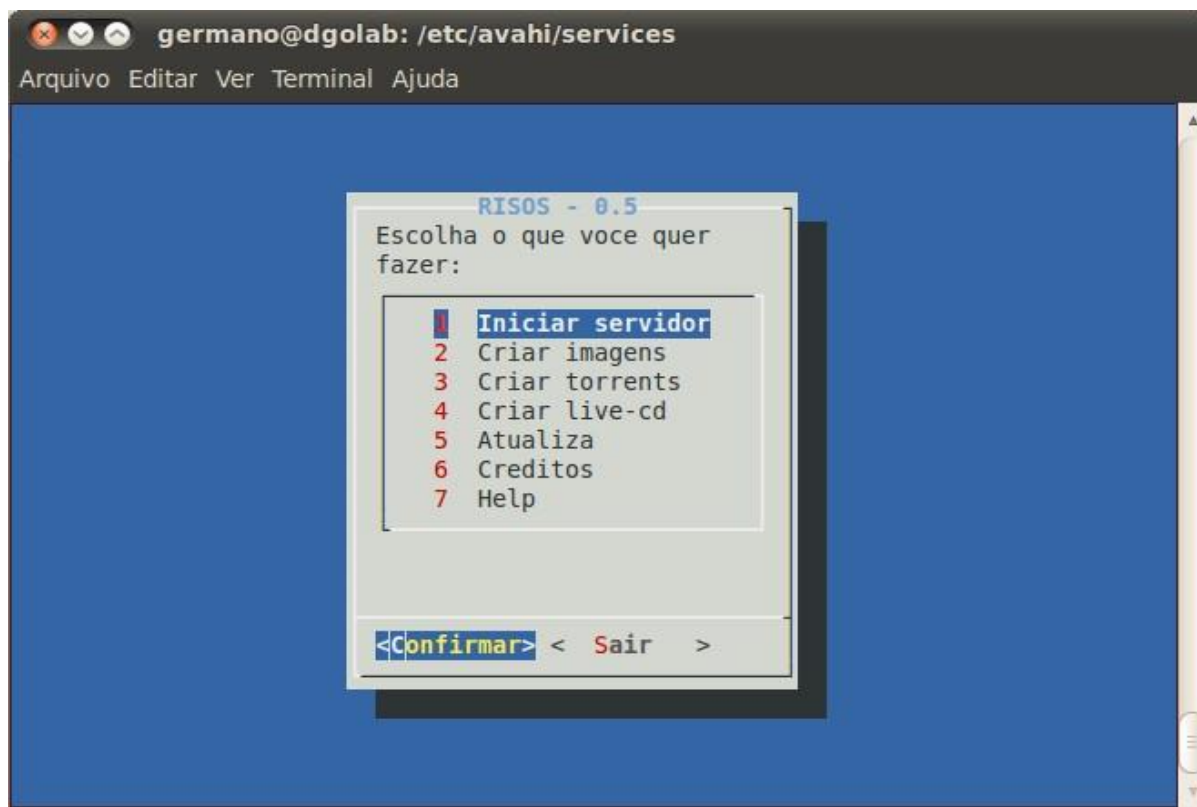 germano@dgolab: /etc/avahi/services
Arquivo Editar Ver Terminal Ajuda
RISOS - 0.5
Escolha o que voce quer
fazer:
1 Iniciar servidor
2 Criar imagens
3 Criar torrents
4 Criar live-cd
5 Atualiza
6 Creditos
7 Help
<Confirmar> < Sair >